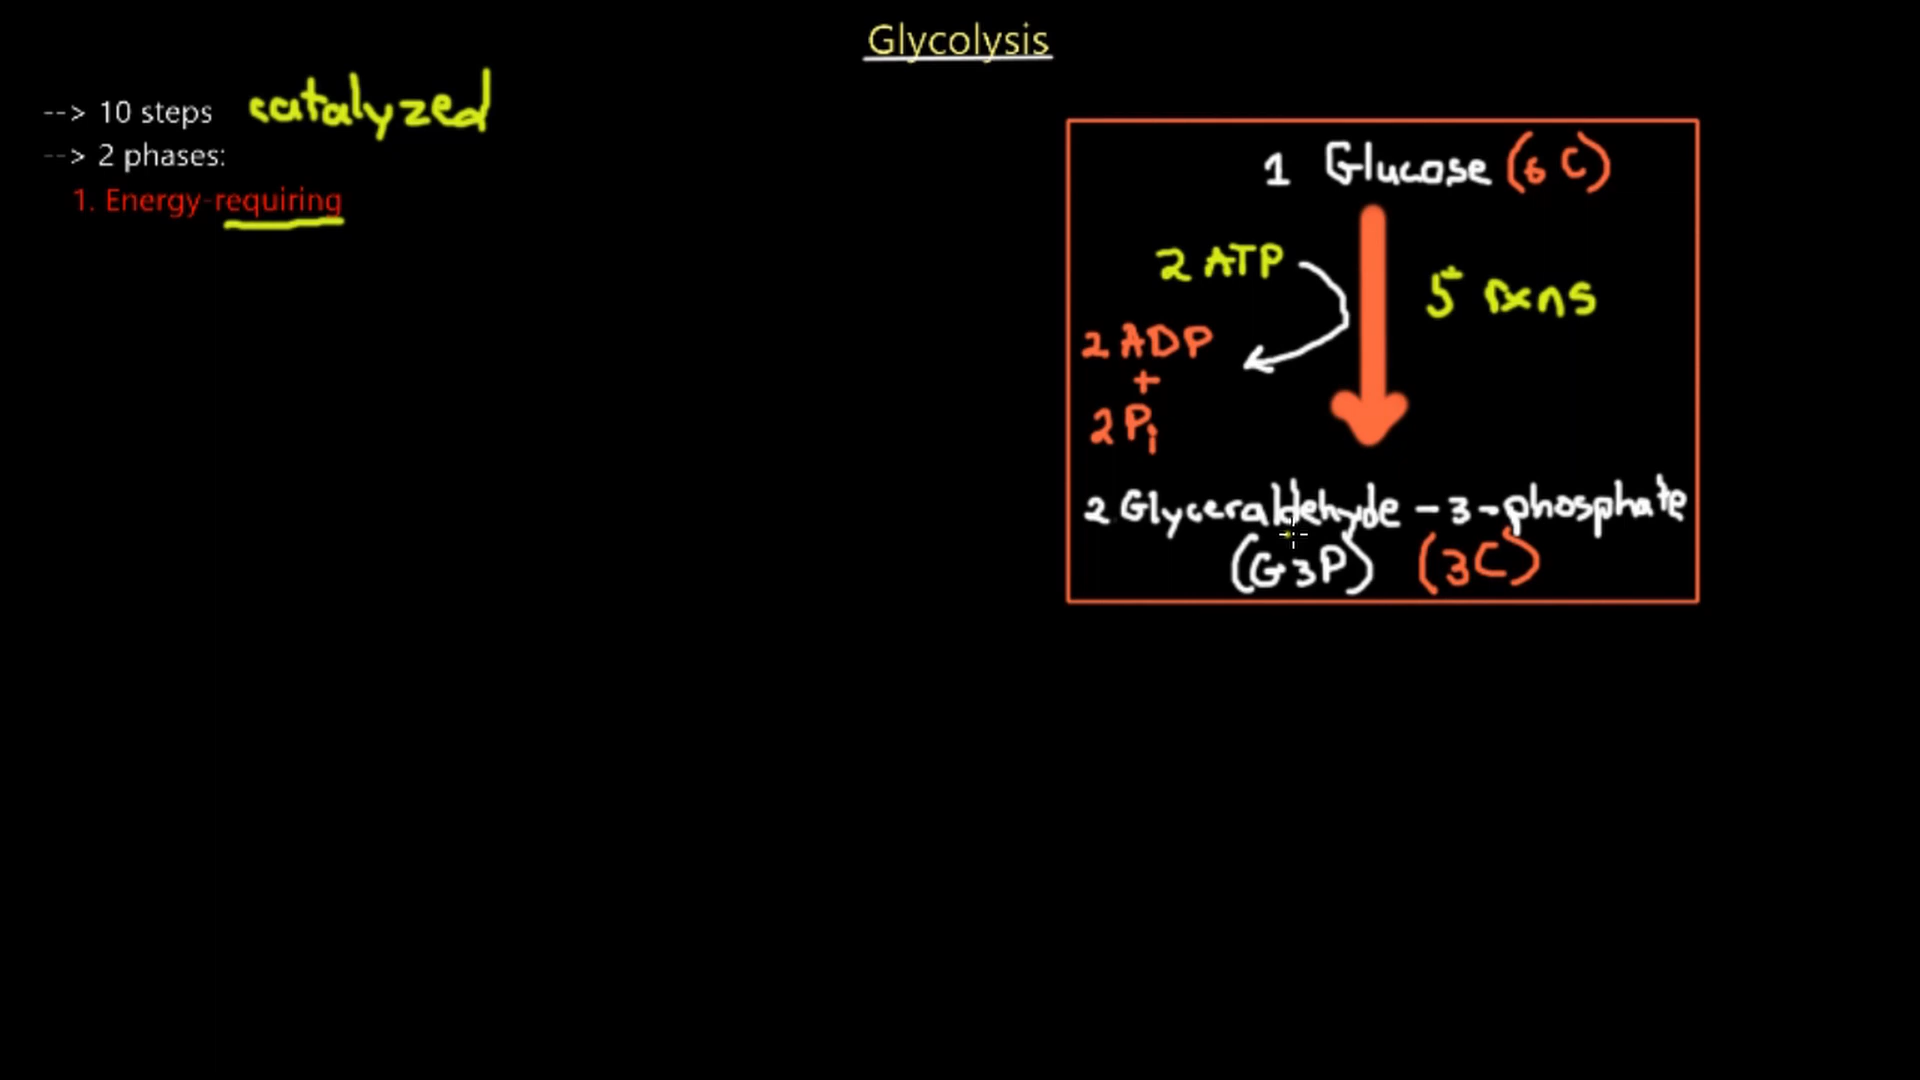 Glycolysis
--> 10 steps catalyzed
--> 2 phases:
1. Energy-requiring
1 Glucose (6 C)
2 ATP
5 rxns
2 ADP
+
2 Pi
2 Glyceraldehyde - 3 - phosphate
(G3P) (3C)